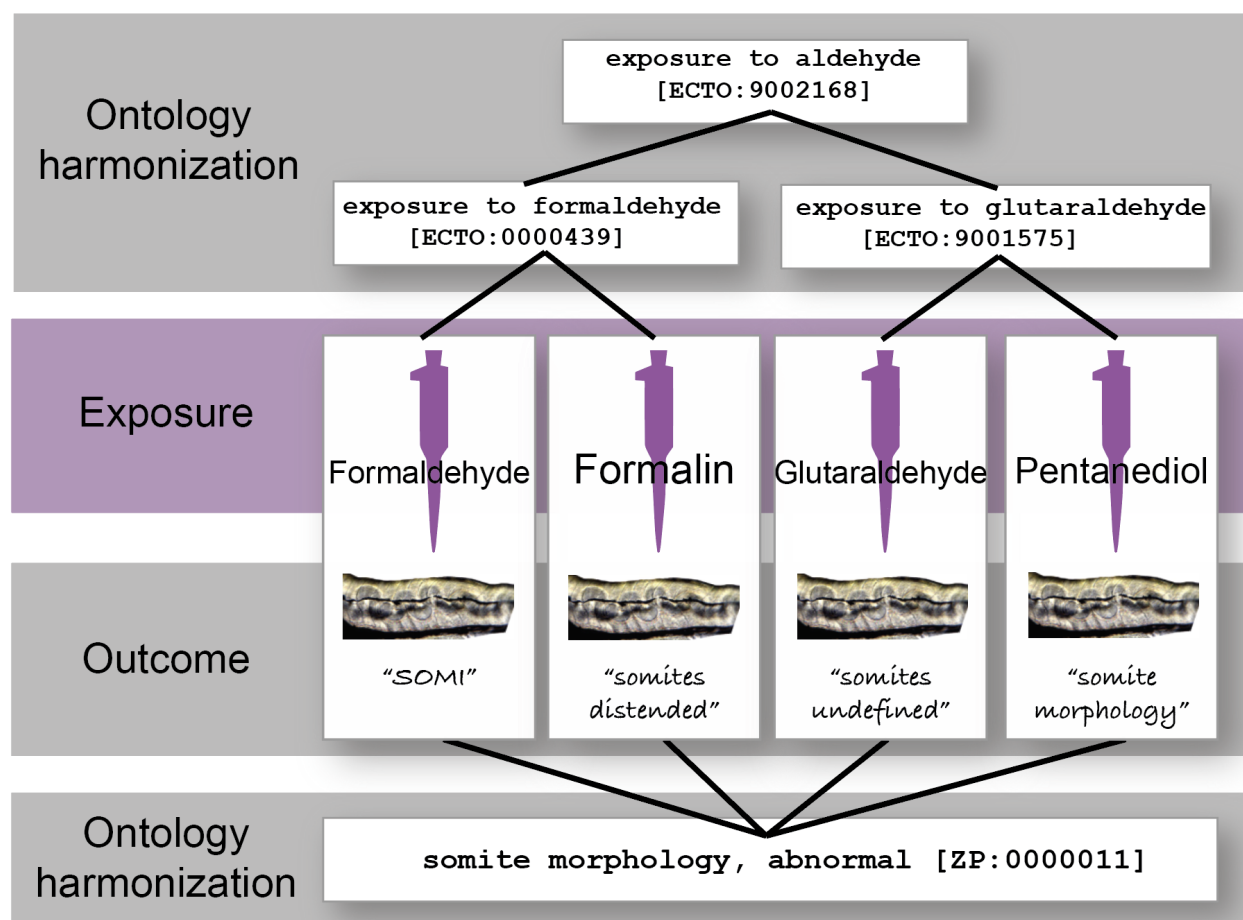 Ontology
harmonization
exposure to aldehyde
[ECTO:9002168]
exposure to formaldehyde
[ECTO:0000439]
exposure to glutaraldehyde
[ECTO:9001575]
Exposure
Formaldehyde
Formalin
Glutaraldehyde
Pentanediol
Outcome
“SOMI”
“somites
distended”
“somites
undefined”
“somite
morphology”
Ontology
harmonization
somite morphology, abnormal [ZP:0000011]